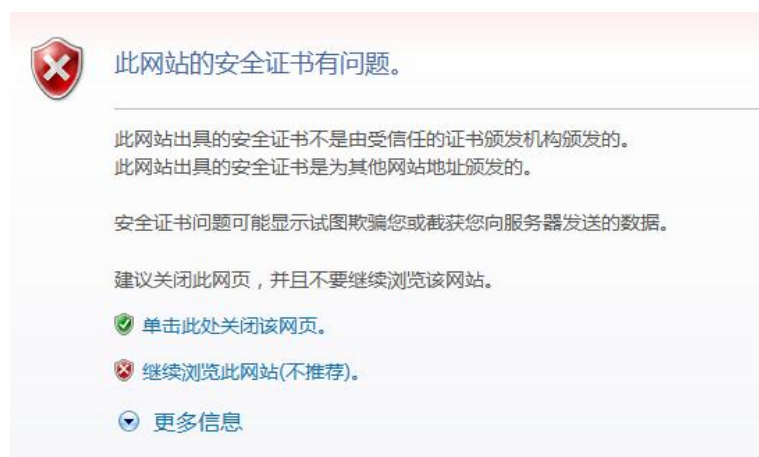 此网站的安全证书有问题。
此网站出具的安全证书不是由受信任的证书颁发机构颁发的。
此网站出具的安全证书是为其他网站地址颁发的。
安全证书问题可能显示试图欺骗您或截获您向服务器发送的数据。
建议关闭此网页，并且不要继续浏览该网站。
单击此处关闭该网页。
继续浏览此网站(不推荐)。
更多信息